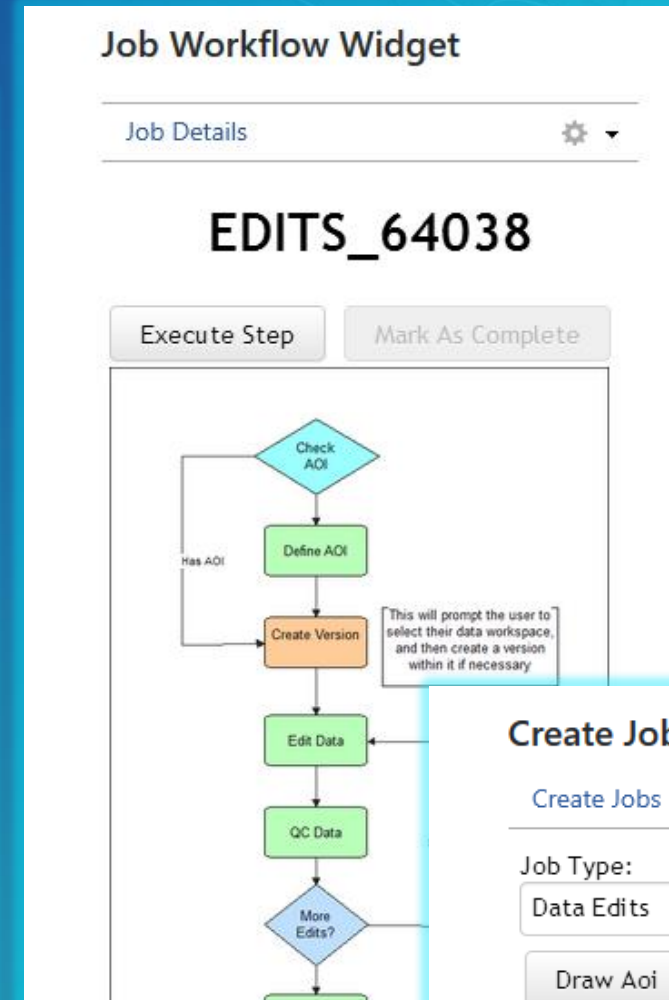 Job Workflow Widget
Job Details
EDITS_64038
Execute Step
Mark As Complete
Check
AOI
Has AOI
Define AOI
Create Version
This will prompt the user to
select their data workspace,
and then create a version
within it if necessary
Edit Data
QC Data
More
Edits?
Create Job
Create Jobs
Job Type:
Data Edits
Draw Aoi